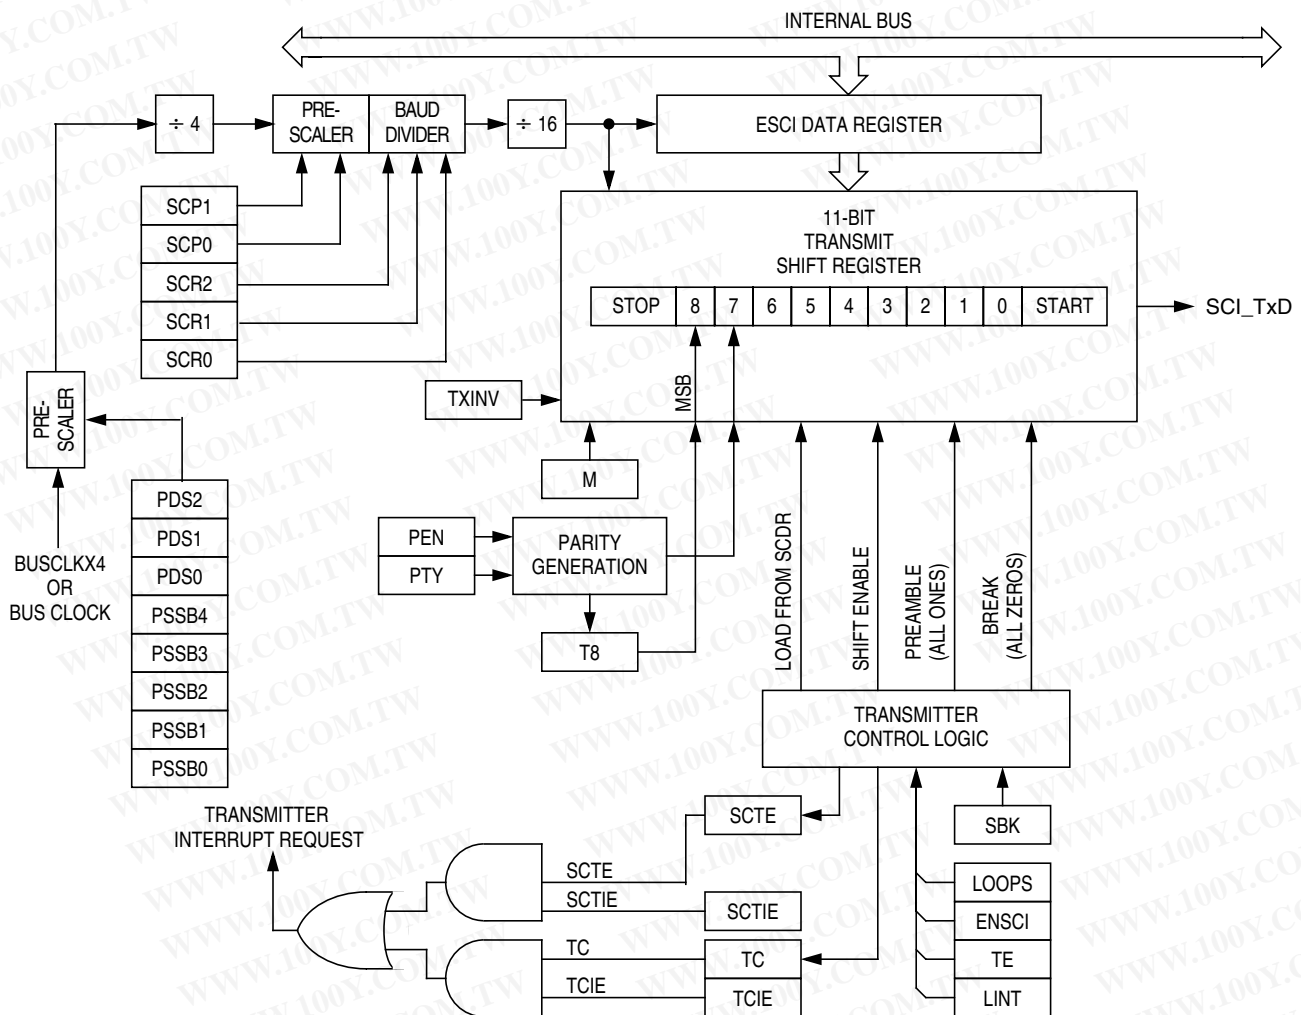 INTERNAL BUS
÷ 4
PRE-
SCALER
BAUD
DIVIDER
÷ 16
ESCI DATA REGISTER
SCP1
SCP0
SCR2
SCR1
SCR0
11-BIT
TRANSMIT
SHIFT REGISTER
STOP 8 7 6 5 4 3 2 1 0 START
SCI_TxD
MSB
TXINV
M
PRE-
SCALER
BUSCLKX4
OR
BUS CLOCK
PDS2
PDS1
PDS0
PSSB4
PSSB3
PSSB2
PSSB1
PSSB0
PEN
PTY
PARITY
GENERATION
T8
LOAD FROM SCDR
SHIFT ENABLE
PREAMBLE
(ALL ONES)
BREAK
(ALL ZEROS)
TRANSMITTER
CONTROL LOGIC
SCTE
SBK
TRANSMITTER
INTERRUPT REQUEST
SCTE
SCTIE
SCTIE
TC
TC
TCIE
TCIE
LOOPS
ENSCI
TE
LINT
WWW.100Y.COM.TW